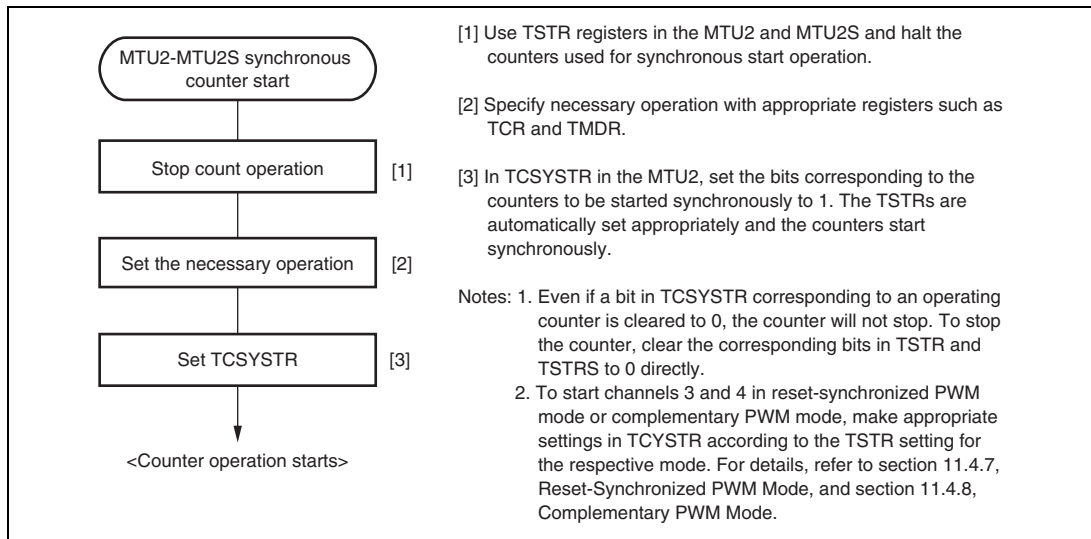 MTU2-MTU2S synchronous
counter start
Stop count operation
[1]
Set the necessary operation
[2]
Set TCSYSTR
[3]
<Counter operation starts>
[1] Use TSTR registers in the MTU2 and MTU2S and halt the
counters used for synchronous start operation.
[2] Specify necessary operation with appropriate registers such as
TCR and TMDR.
[3] In TCSYSTR in the MTU2, set the bits corresponding to the
counters to be started synchronously to 1. The TSTRs are
automatically set appropriately and the counters start
synchronously.
Notes: 1. Even if a bit in TCSYSTR corresponding to an operating
counter is cleared to 0, the counter will not stop. To stop
the counter, clear the corresponding bits in TSTR and
TSTRS to 0 directly.
2. To start channels 3 and 4 in reset-synchronized PWM
mode or complementary PWM mode, make appropriate
settings in TCYSTR according to the TSTR setting for
the respective mode. For details, refer to section 11.4.7,
Reset-Synchronized PWM Mode, and section 11.4.8,
Complementary PWM Mode.